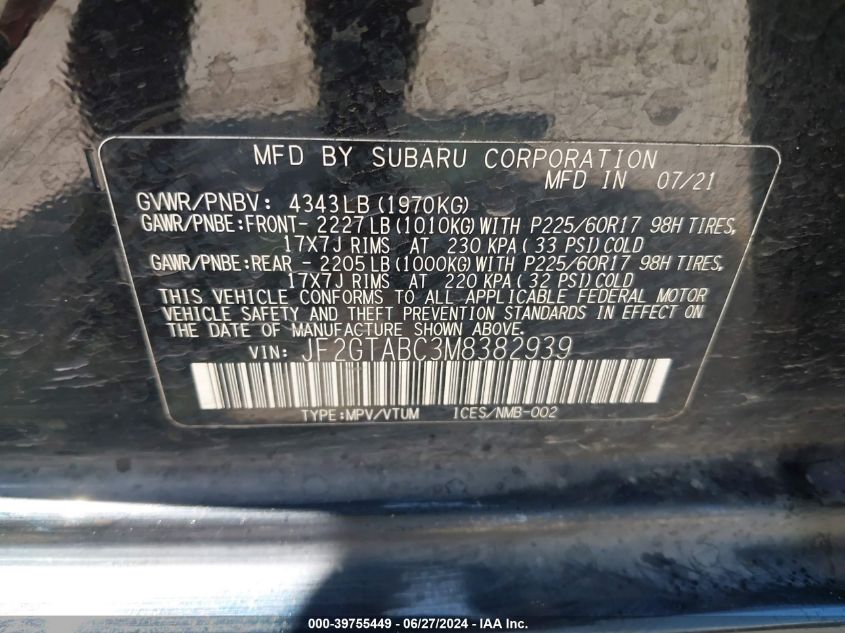 MFD BY SUBARU CORPORATION
MFD IN 07/21
GVWR/PNBV: 4343LB(1970KG)
GAWR/PNBE:FRONT- 2227LB(1010KG)WITH P225/60R17 98H TIRES,
17X7J RIMS AT 230 KPA( 33 PSI)COLD
GAWR/PNBE:REAR - 2205LB(1000KG)WITH P225/60R17 98H TIRES,
17X7J RIMS AT 220 KPA( 32 PSI)COLD
THIS VEHICLE CONFORMS TO ALL APPLICABLE FEDERAL MOTOR
VEHICLE SAFETY AND THEFT PREVENTION STANDARDS IN EFFECT ON
THE DATE OF MANUFACTURE SHOWN ABOVE.
VIN: JF2GTABC3M8382939
TYPE:MPV/VTUM ICES/NMB-002
000-39755449 - 06/27/2024 - IAA Inc.